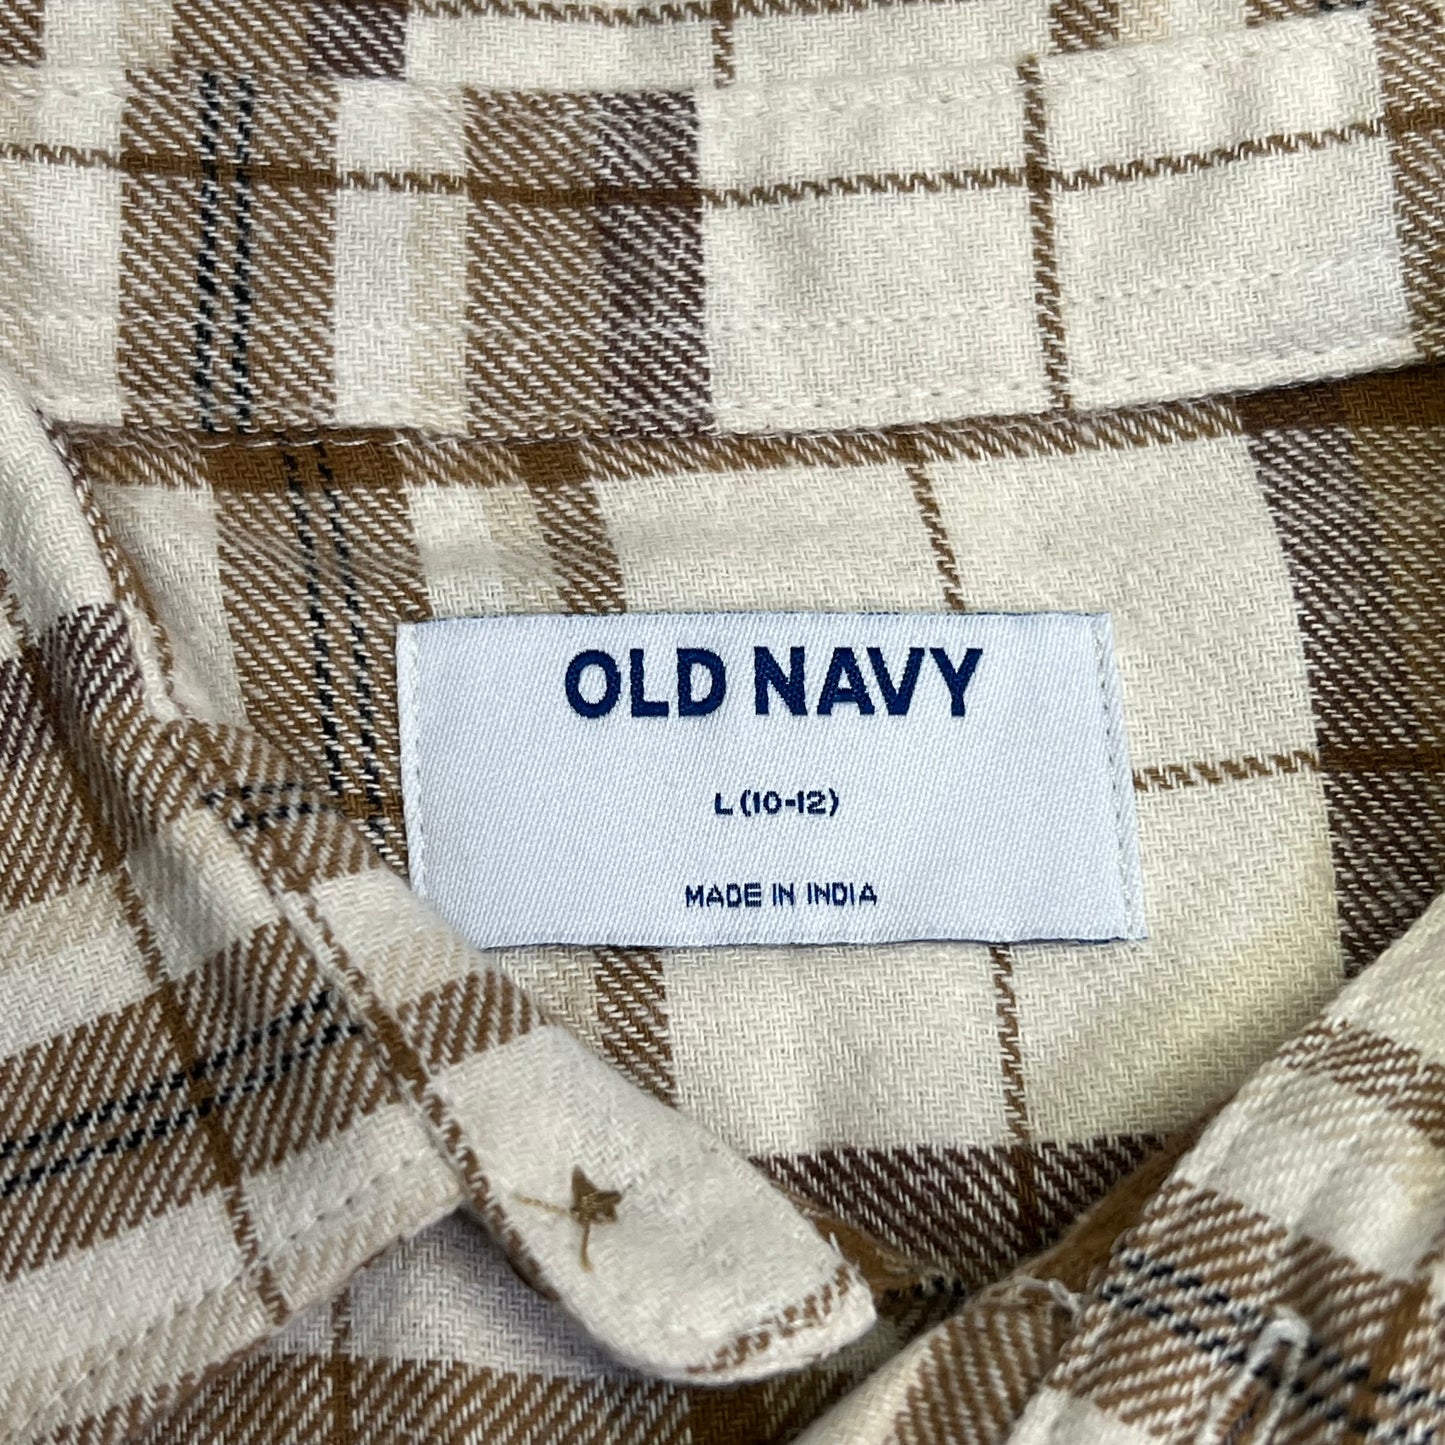 OLD NAVY
L (10-12)
MADE IN INDIA